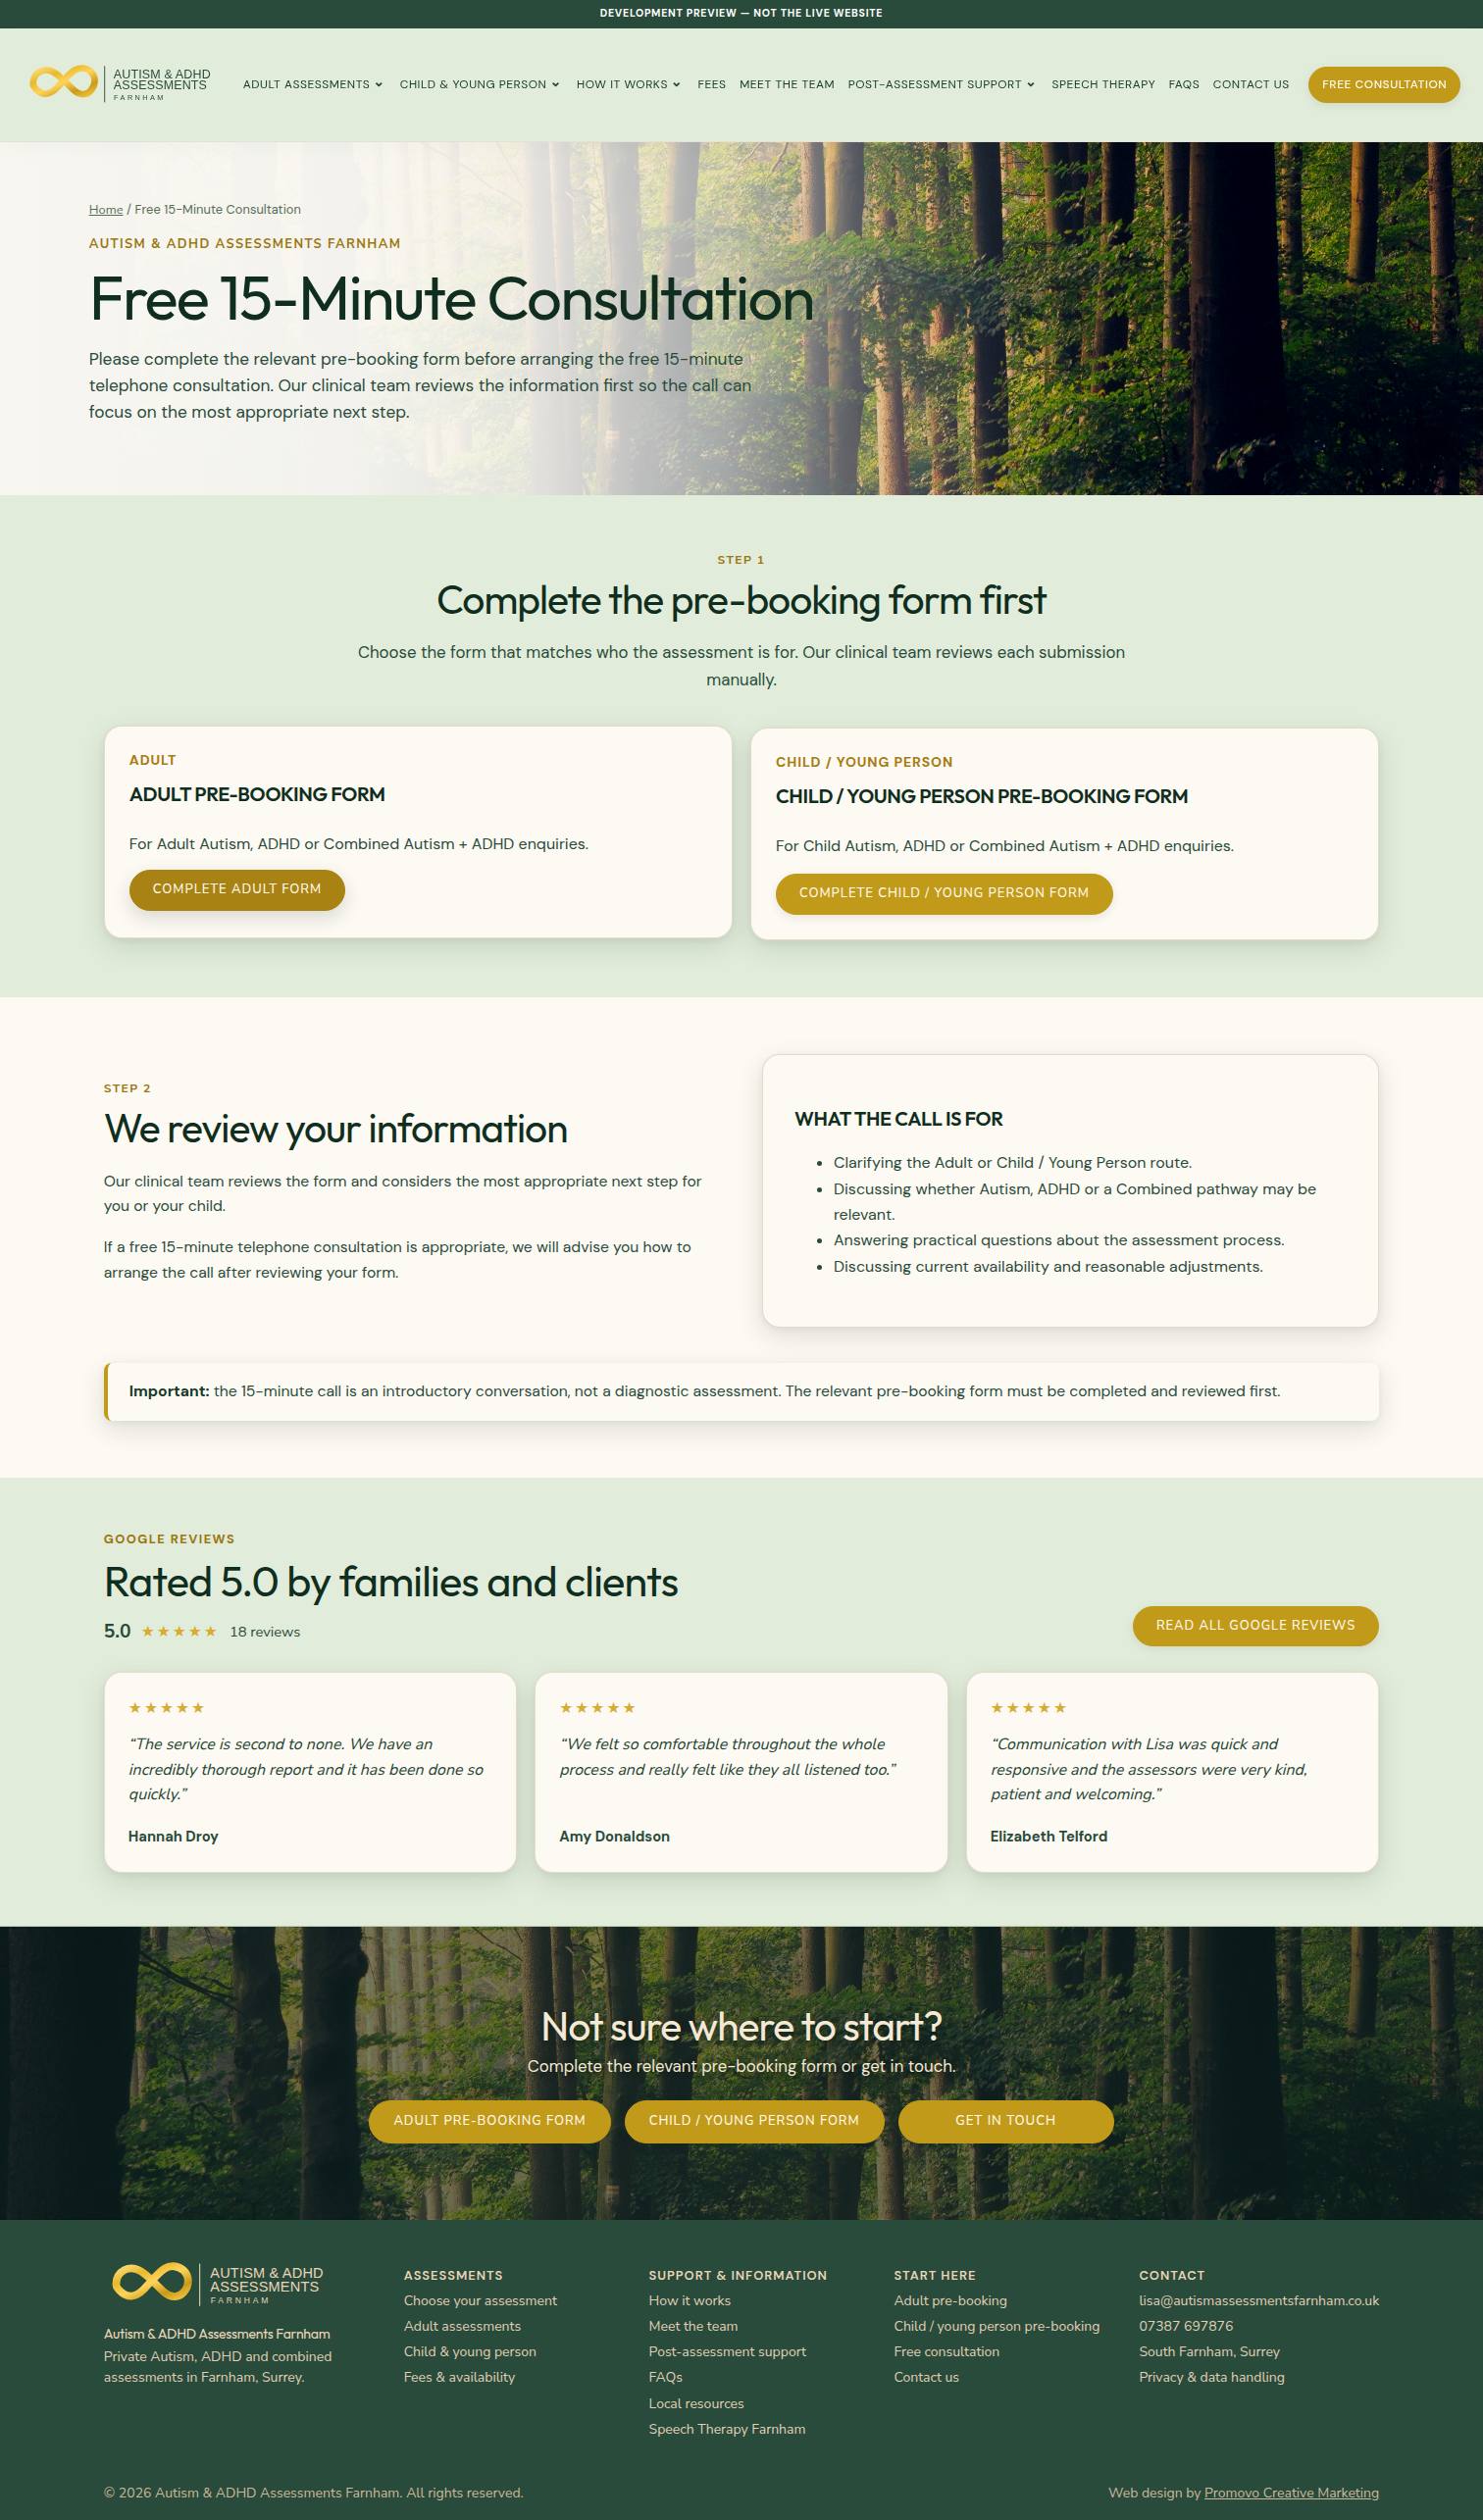 DEVELOPMENT PREVIEW — NOT THE LIVE WEBSITE
AUTISM & ADHD
ASSESSMENTS
FARNHAM
ADULT ASSESSMENTS
CHILD & YOUNG PERSON
HOW IT WORKS
FEES
MEET THE TEAM
POST-ASSESSMENT SUPPORT
SPEECH THERAPY
FAQS
CONTACT US
FREE CONSULTATION
Home / Free 15-Minute Consultation
AUTISM & ADHD ASSESSMENTS FARNHAM
Free 15-Minute Consultation
Please complete the relevant pre-booking form before arranging the free 15-minute
telephone consultation. Our clinical team reviews the information first so the call can
focus on the most appropriate next step.
STEP 1
Complete the pre-booking form first
Choose the form that matches who the assessment is for. Our clinical team reviews each submission
manually.
ADULT
ADULT PRE-BOOKING FORM
For Adult Autism, ADHD or Combined Autism + ADHD enquiries.
COMPLETE ADULT FORM
CHILD / YOUNG PERSON
CHILD / YOUNG PERSON PRE-BOOKING FORM
For Child Autism, ADHD or Combined Autism + ADHD enquiries.
COMPLETE CHILD / YOUNG PERSON FORM
STEP 2
We review your information
Our clinical team reviews the form and considers the most appropriate next step for
you or your child.
If a free 15-minute telephone consultation is appropriate, we will advise you how to
arrange the call after reviewing your form.
WHAT THE CALL IS FOR
• Clarifying the Adult or Child / Young Person route.
• Discussing whether Autism, ADHD or a Combined pathway may be
relevant.
• Answering practical questions about the assessment process.
• Discussing current availability and reasonable adjustments.
Important: the 15-minute call is an introductory conversation, not a diagnostic assessment. The relevant pre-booking form must be completed and reviewed first.
GOOGLE REVIEWS
Rated 5.0 by families and clients
5.0 ★★★★★ 18 reviews
READ ALL GOOGLE REVIEWS
★★★★★
“The service is second to none. We have an
incredibly thorough report and it has been done so
quickly.”
Hannah Droy
★★★★★
“We felt so comfortable throughout the whole
process and really felt like they all listened too.”
Amy Donaldson
★★★★★
“Communication with Lisa was quick and
responsive and the assessors were very kind,
patient and welcoming.”
Elizabeth Telford
Not sure where to start?
Complete the relevant pre-booking form or get in touch.
ADULT PRE-BOOKING FORM
CHILD / YOUNG PERSON FORM
GET IN TOUCH
AUTISM & ADHD
ASSESSMENTS
FARNHAM
Autism & ADHD Assessments Farnham
Private Autism, ADHD and combined
assessments in Farnham, Surrey.
ASSESSMENTS
Choose your assessment
Adult assessments
Child & young person
Fees & availability
SUPPORT & INFORMATION
How it works
Meet the team
Post-assessment support
FAQs
Local resources
Speech Therapy Farnham
START HERE
Adult pre-booking
Child / young person pre-booking
Free consultation
Contact us
CONTACT
lisa@autismassessmentsfarnham.co.uk
07387 697876
South Farnham, Surrey
Privacy & data handling
© 2026 Autism & ADHD Assessments Farnham. All rights reserved.
Web design by Promovo Creative Marketing